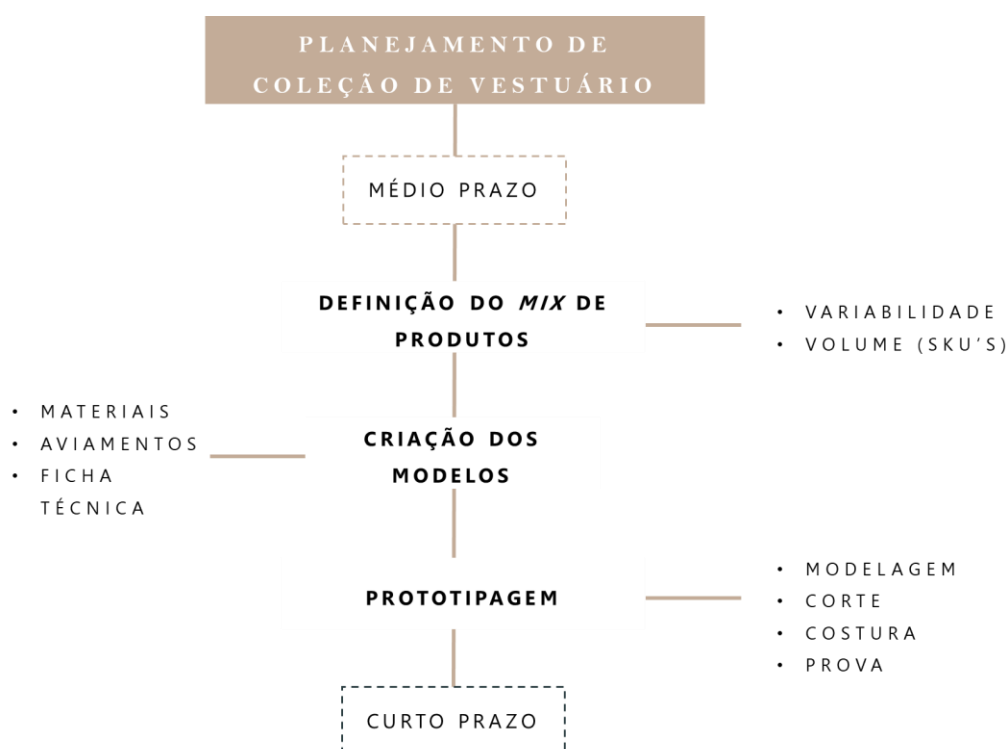 PLANEJAMENTO DE
COLEÇÃO DE VESTUÁRIO
MÉDIO PRAZO
DEFINIÇÃO DO MIX DE
PRODUTOS
• VARIABILIDADE
• VOLUME (SKU'S)
• MATERIAIS
• AVIAMENTOS
• FICHA
TÉCNICA
CRIAÇÃO DOS
MODELOS
PROTOTIPAGEM
• MODELAGEM
• CORTE
• COSTURA
• PROVA
CURTO PRAZO